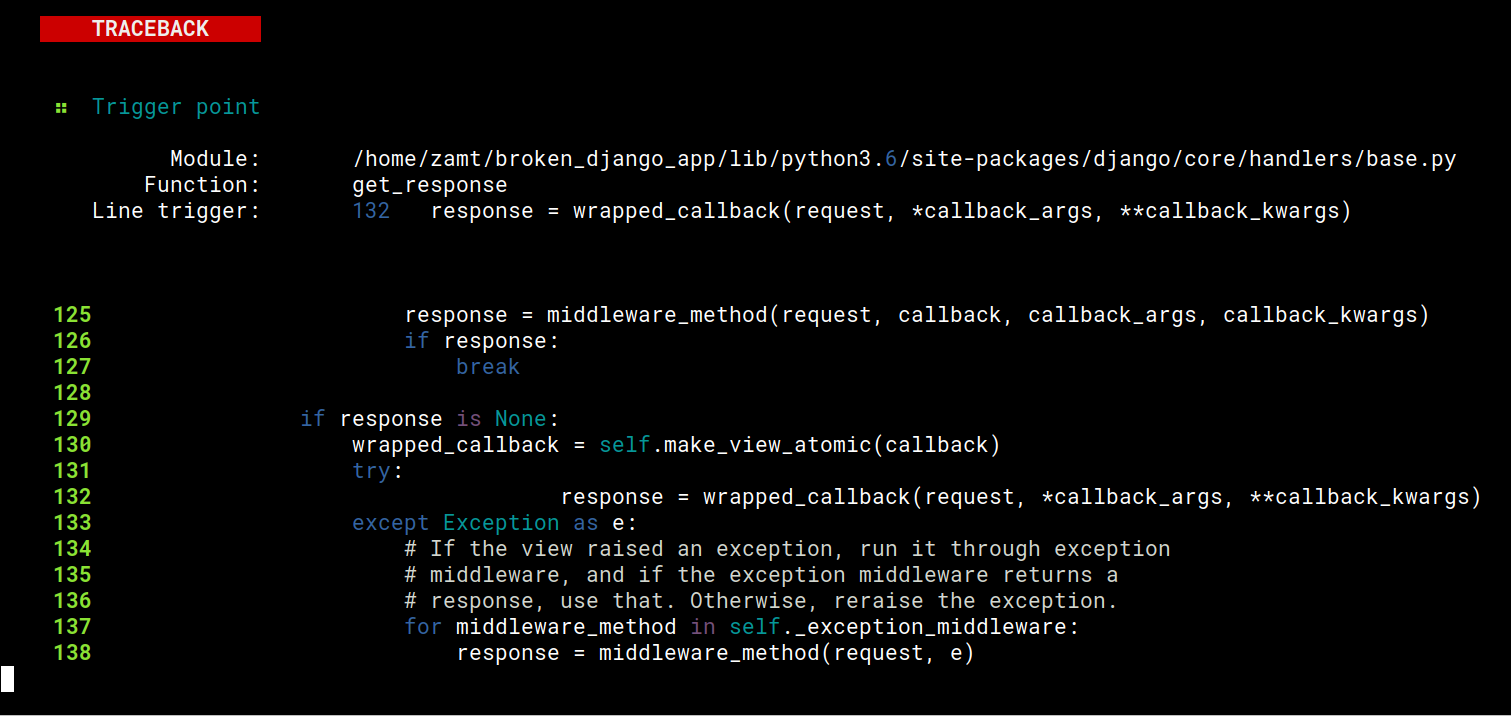 TRACEBACK
Trigger point
Module: /home/zamt/broken_django_app/lib/python3.6/site-packages/django/core/handlers/base.py
Function: get_response
Line trigger: 132 response = wrapped_callback(request, *callback_args, **callback_kwargs)
125 response = middleware_method(request, callback, callback_args, callback_kwargs)
126 if response:
127 break
128
129 if response is None:
130 wrapped_callback = self.make_view_atomic(callback)
131 try:
132 response = wrapped_callback(request, *callback_args, **callback_kwargs)
133 except Exception as e:
134 # If the view raised an exception, run it through exception
135 # middleware, and if the exception middleware returns a
136 # response, use that. Otherwise, reraise the exception.
137 for middleware_method in self._exception_middleware:
138 response = middleware_method(request, e)